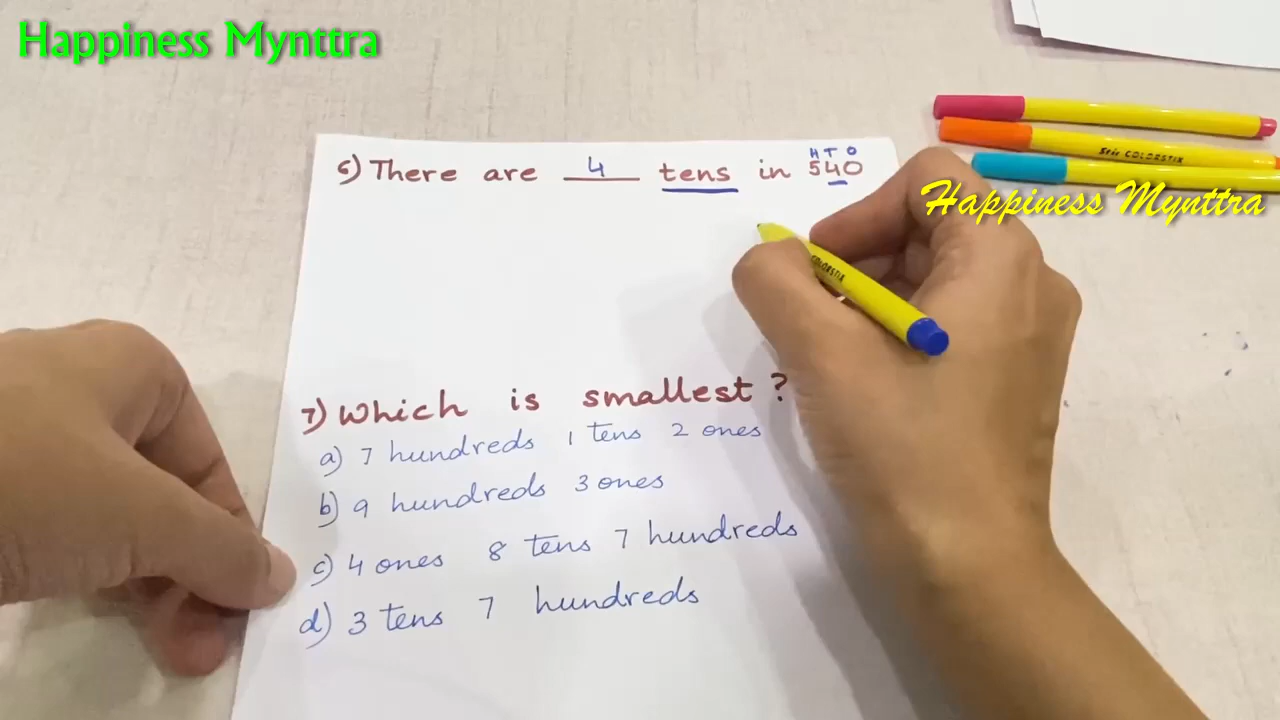 Happiness Mynttra
H T O
6) There are 4 tens in 540
Happiness Mynttra
7) Which is smallest?
a) 7 hundreds 1 tens 2 ones
b) 9 hundreds 3 ones
c) 4 ones 8 tens 7 hundreds
d) 3 tens 7 hundreds
COLORSTIX